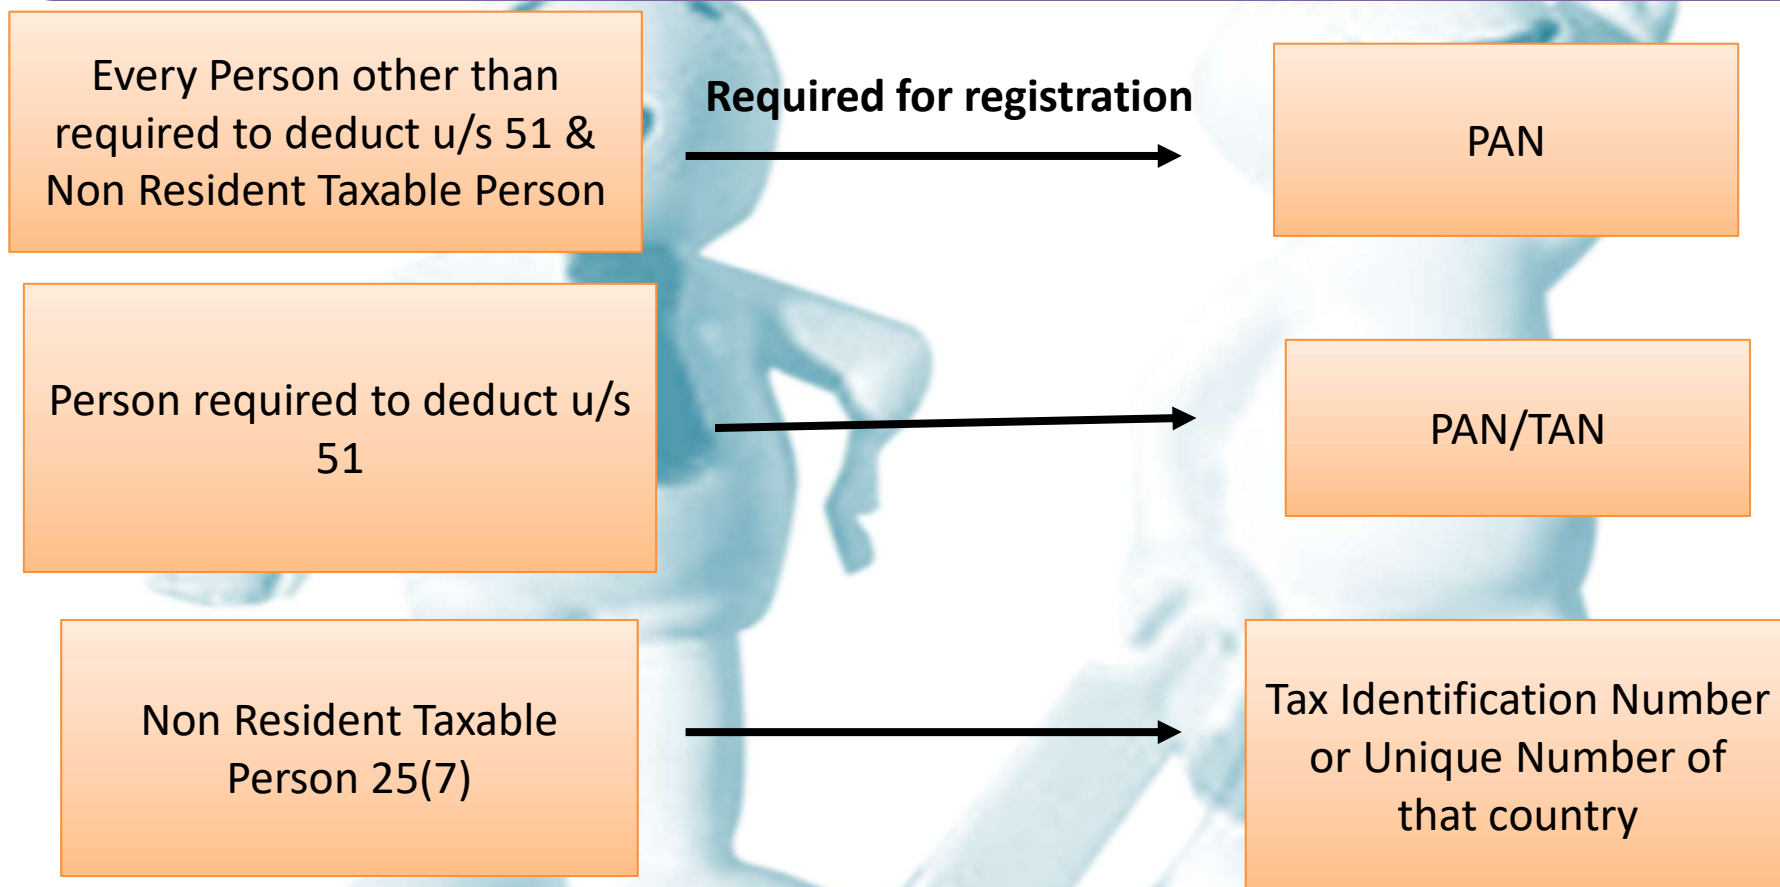 Every Person other than
required to deduct u/s 51 &
Non Resident Taxable Person
Required for registration
PAN
Person required to deduct u/s
51
PAN/TAN
Non Resident Taxable
Person 25(7)
Tax Identification Number
or Unique Number of
that country